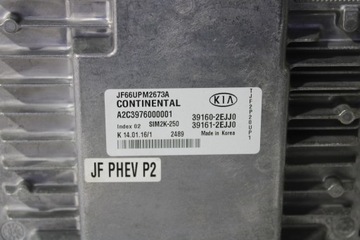 JF66UPM2673A
CONTINENTAL
KIA
A2C3976000001
39160-2EJJ0
Index 02 SIM2K-250
39161-2EJJ0
K 14.01.16/1 2489 Made in Korea
1JF2P26UP1
JF PHEV P2